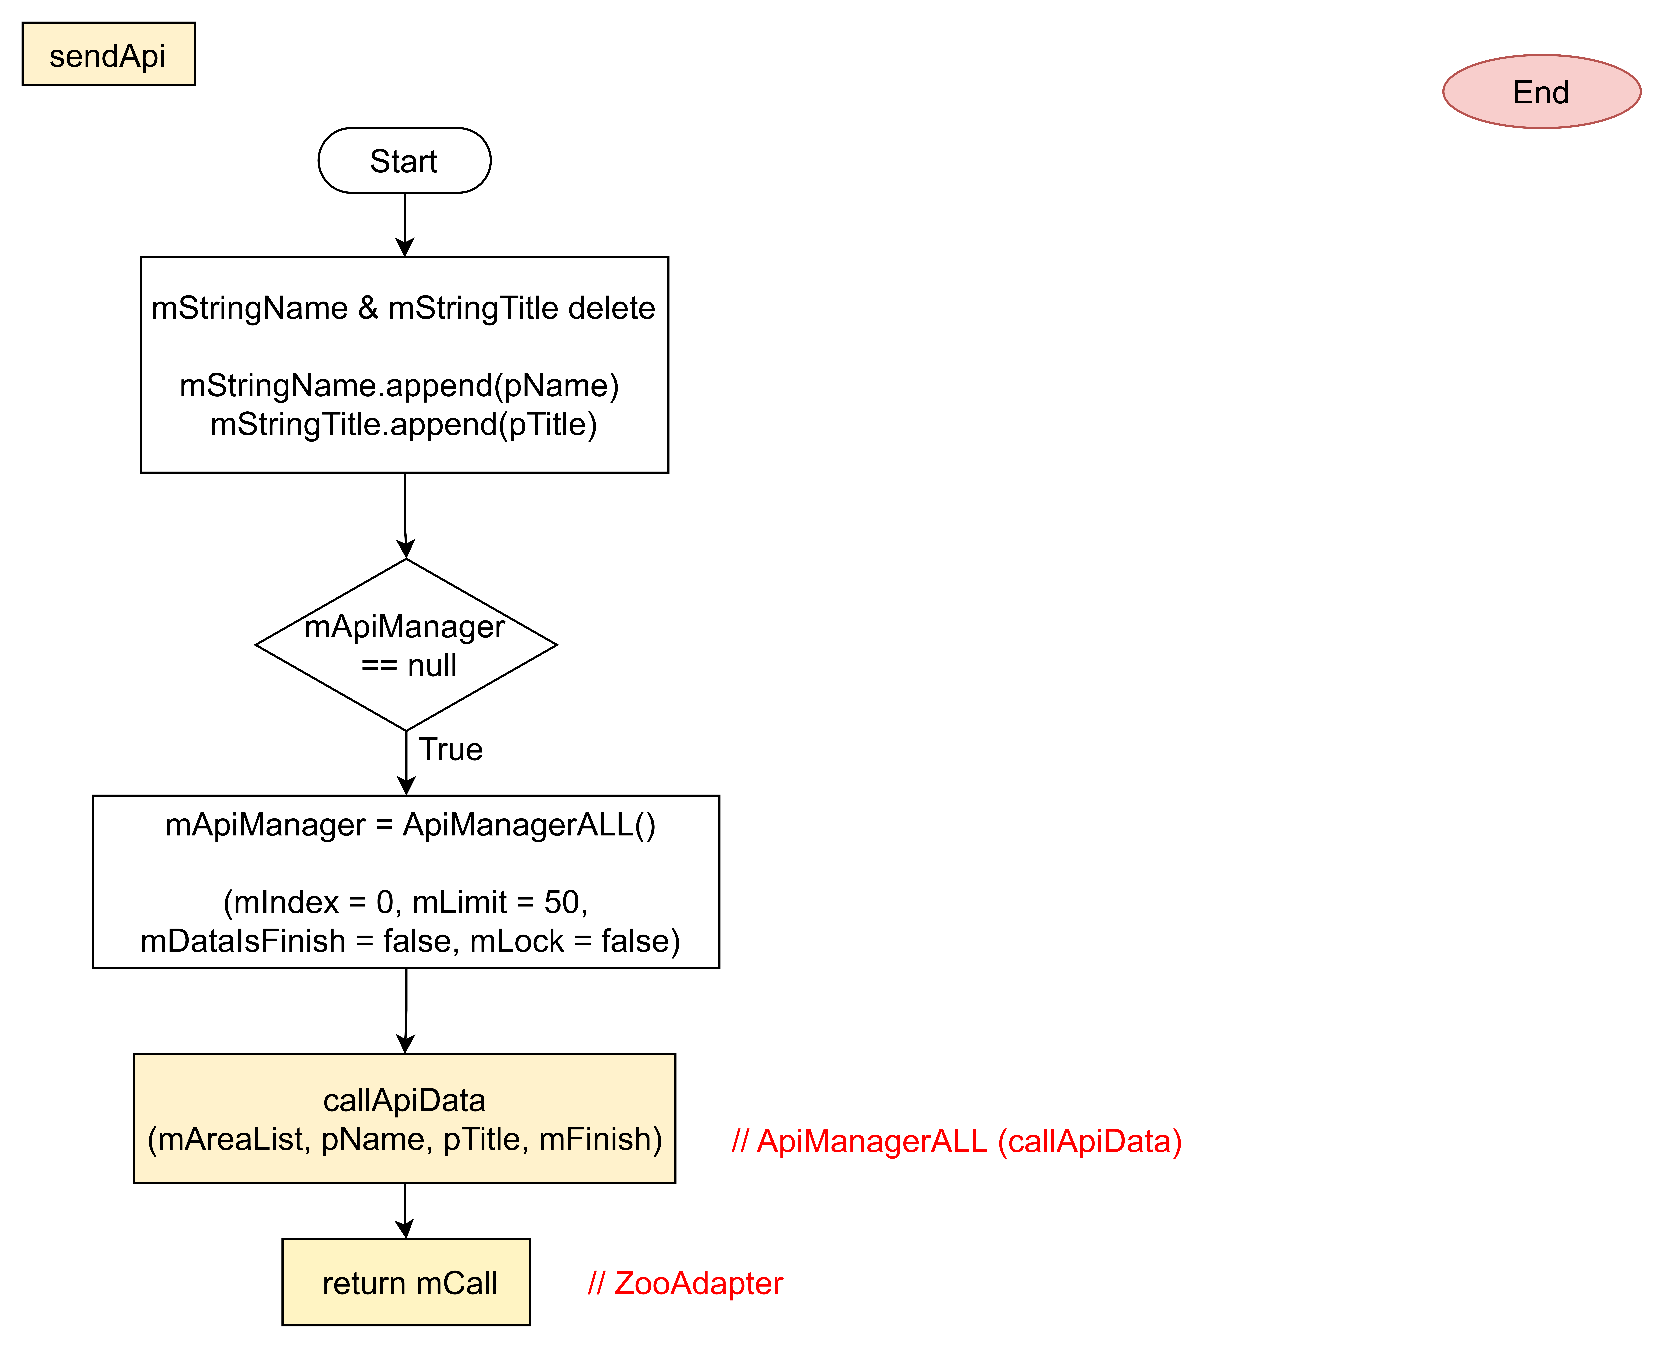 sendApi
End
Start
mStringName & mStringTitle delete
mStringName.append(pName)
mStringTitle.append(pTitle)
mApiManager
== null
True
mApiManager = ApiManagerALL()
(mIndex = 0, mLimit = 50,
mDataIsFinish = false, mLock = false)
callApiData
(mAreaList, pName, pTitle, mFinish)
// ApiManagerALL (callApiData)
return mCall
// ZooAdapter